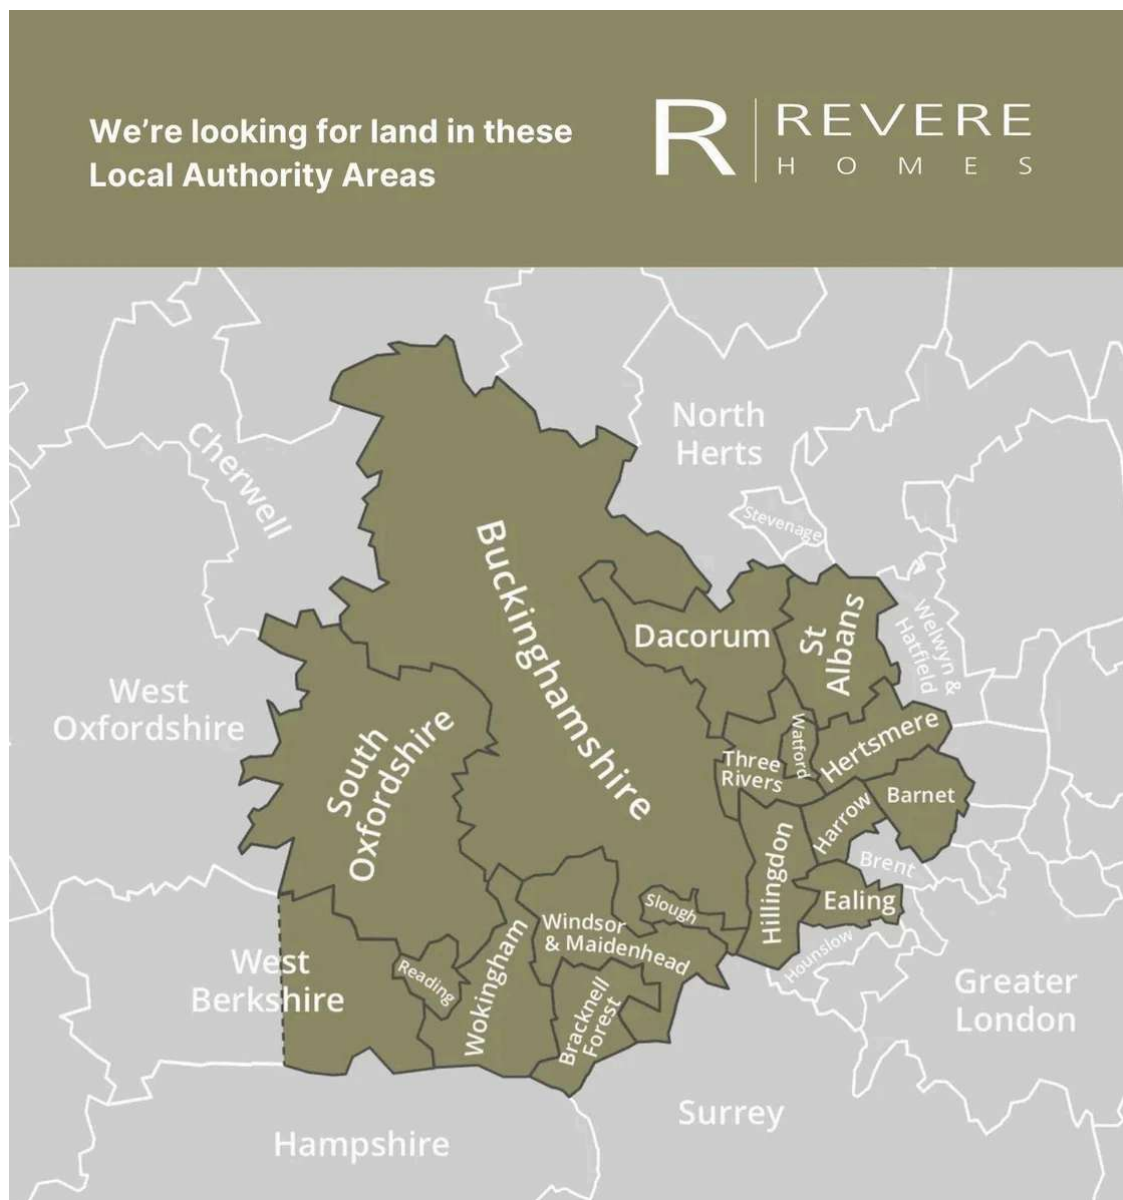 We're looking for land in these
Local Authority Areas
R
REVERE
HOMES
North
Herts
Cherwell
Stevenage
Buckinghamshire
Dacorum
St
Albans
Welwyn &
Hatfield
West
Oxfordshire
South
Oxfordshire
Watford
Hertsmere
Three
Rivers
Barnet
Harrow
Hillingdon
Brent
Ealing
Slough
Windsor
& Maidenhead
Hounslow
West
Berkshire
Reading
Wokingham
Bracknell
Forest
Greater
London
Surrey
Hampshire